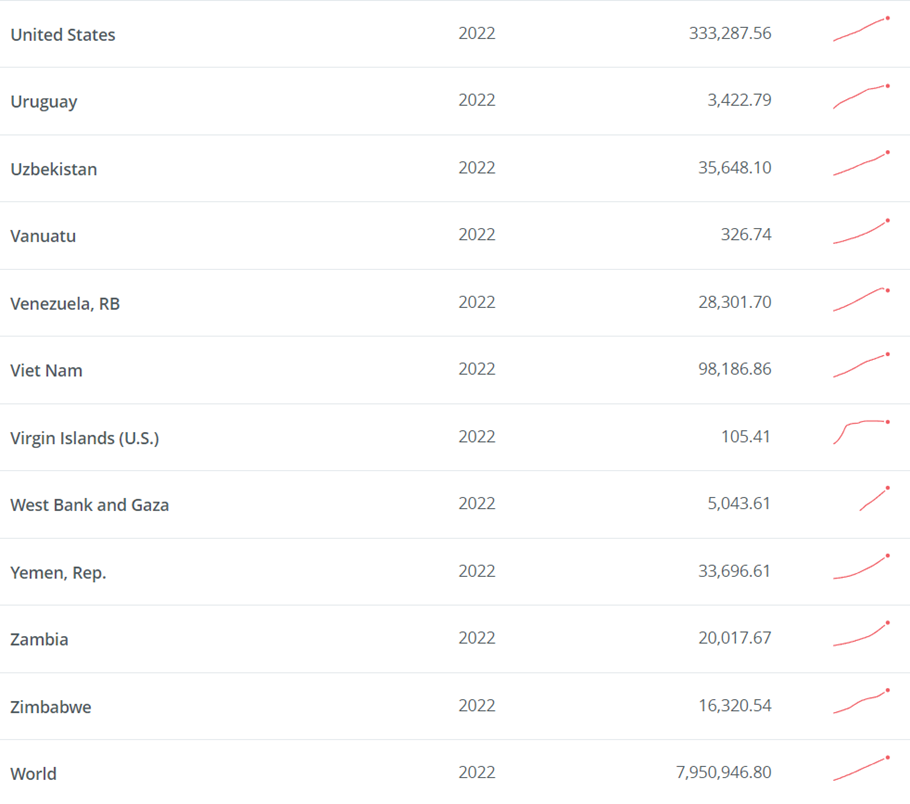 United States 2022 333,287.56
Uruguay 2022 3,422.79
Uzbekistan 2022 35,648.10
Vanuatu 2022 326.74
Venezuela, RB 2022 28,301.70
Viet Nam 2022 98,186.86
Virgin Islands (U.S.) 2022 105.41
West Bank and Gaza 2022 5,043.61
Yemen, Rep. 2022 33,696.61
Zambia 2022 20,017.67
Zimbabwe 2022 16,320.54
World 2022 7,950,946.80